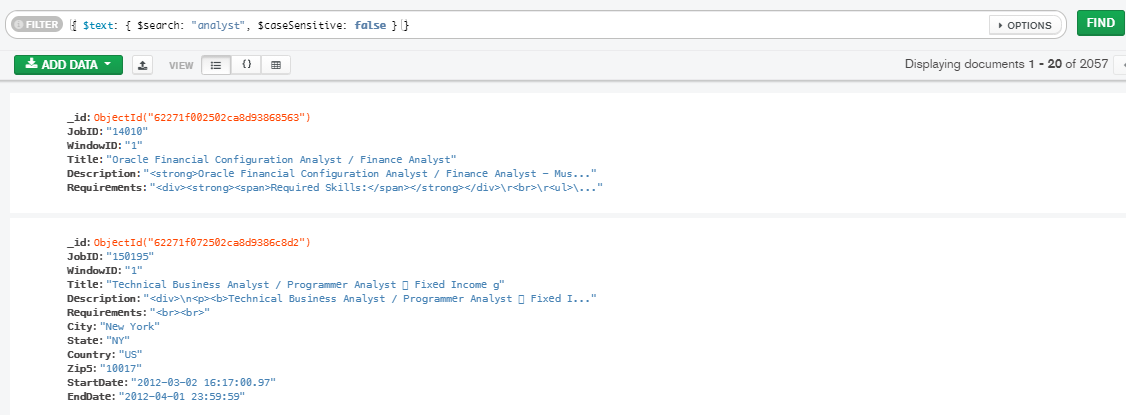 FILTER { $text: { $search: "analyst", $caseSensitive: false } } OPTIONS FIND
ADD DATA VIEW {} Displaying documents 1 - 20 of 2057
_id: ObjectId("62271f002502ca8d93868563")
JobID: "14010"
WindowID: "1"
Title: "Oracle Financial Configuration Analyst / Finance Analyst"
Description: "<strong>Oracle Financial Configuration Analyst / Finance Analyst – Mus..."
Requirements: "<div><strong><span>Required Skills:</span></strong></div>\r<br>\r<ul>\..."
_id: ObjectId("62271f072502ca8d9386c8d2")
JobID: "150195"
WindowID: "1"
Title: "Technical Business Analyst / Programmer Analyst  Fixed Income g"
Description: "<div>\n<p><b>Technical Business Analyst / Programmer Analyst  Fixed I..."
Requirements: "<br><br>"
City: "New York"
State: "NY"
Country: "US"
Zip5: "10017"
StartDate: "2012-03-02 16:17:00.97"
EndDate: "2012-04-01 23:59:59"